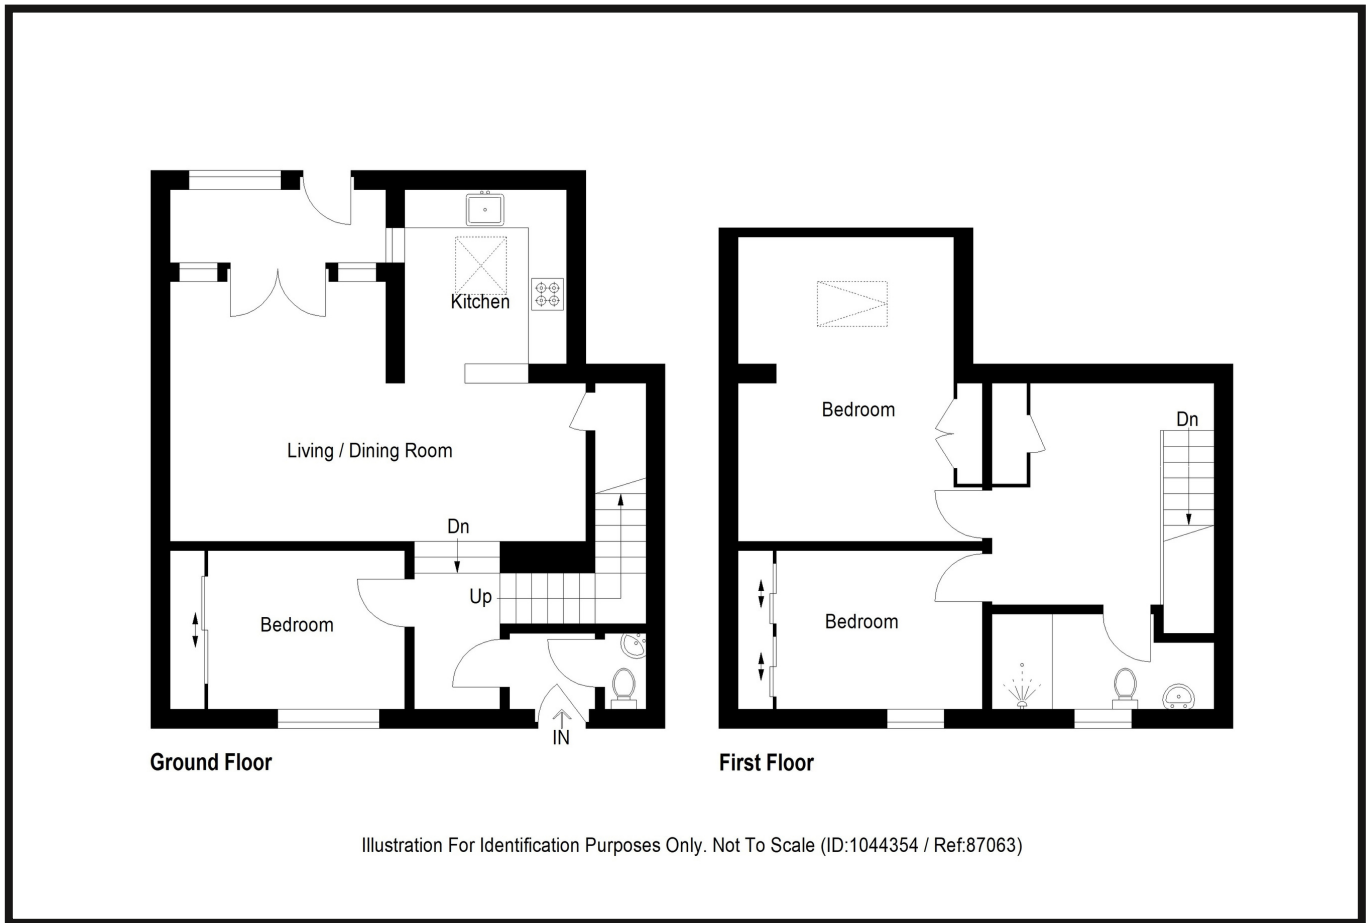 Kitchen
Living / Dining Room
Dn
Up
Bedroom
IN
Ground Floor
Bedroom
Dn
Bedroom
First Floor
Illustration For Identification Purposes Only. Not To Scale (ID:1044354 / Ref:87063)